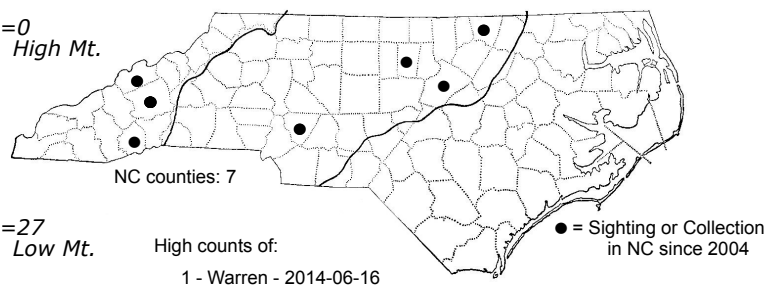 =0
High Mt.
NC counties: 7
=27
Low Mt.
High counts of:
1 - Warren - 2014-06-16
● = Sighting or Collection
in NC since 2004